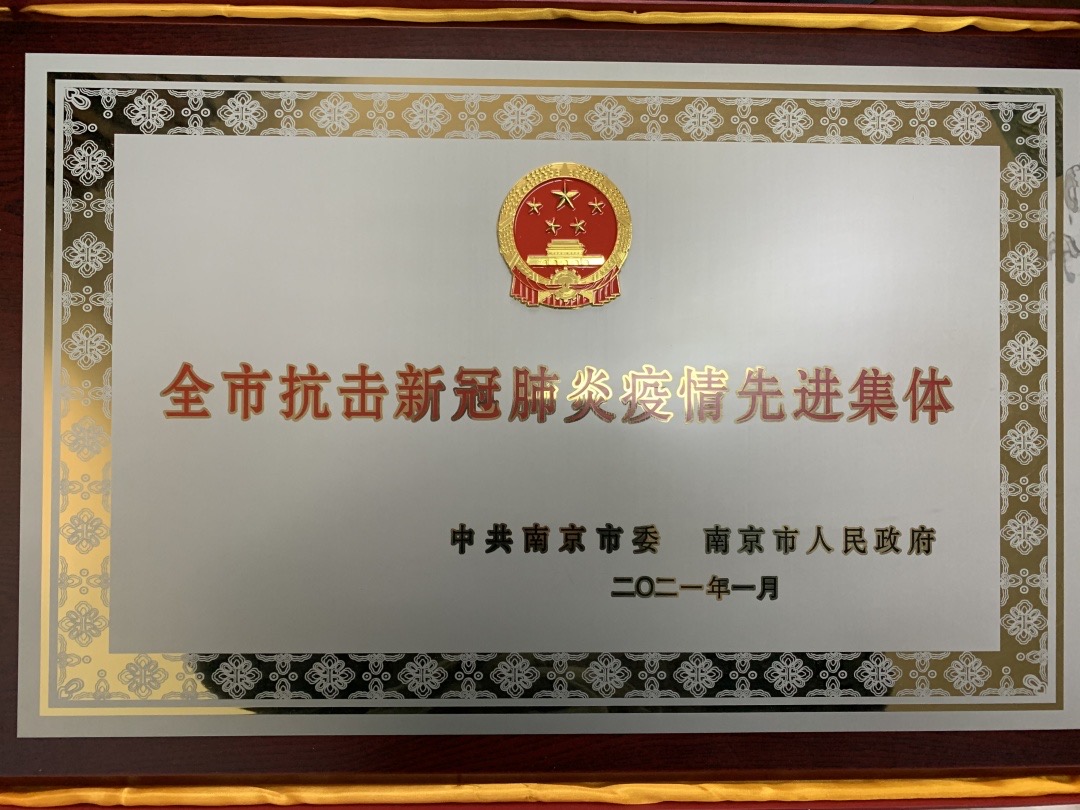 全市抗击新冠肺炎疫情先进集体
中共南京市委 南京市人民政府
二〇二一年一月